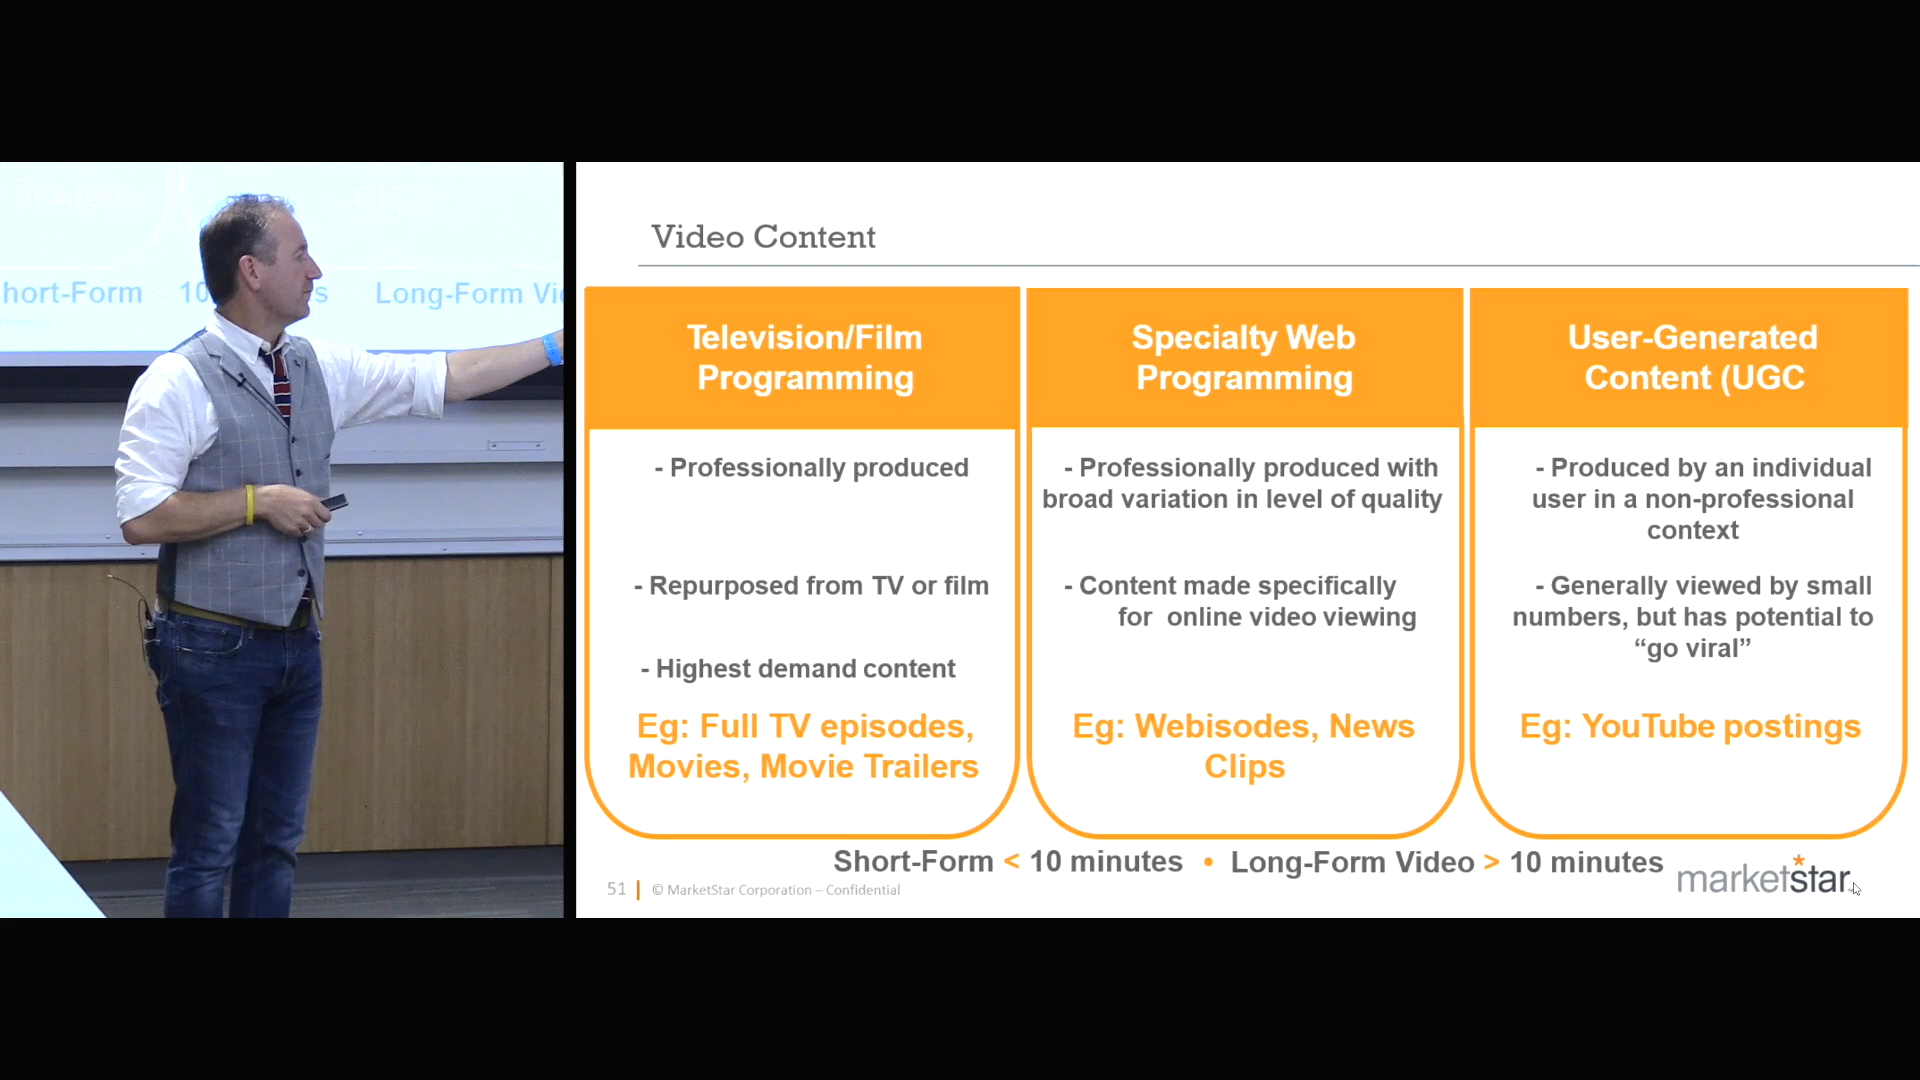 hort-Form 10 s Long-Form Vi
Video Content
Television/Film
Programming
- Professionally produced
- Repurposed from TV or film
- Highest demand content
Eg: Full TV episodes,
Movies, Movie Trailers
Specialty Web
Programming
- Professionally produced with
broad variation in level of quality
- Content made specifically
for online video viewing
Eg: Webisodes, News
Clips
User-Generated
Content (UGC
- Produced by an individual
user in a non-professional
context
- Generally viewed by small
numbers, but has potential to
“go viral”
Eg: YouTube postings
Short-Form < 10 minutes • Long-Form Video > 10 minutes
51 | © MarketStar Corporation – Confidential
market*star